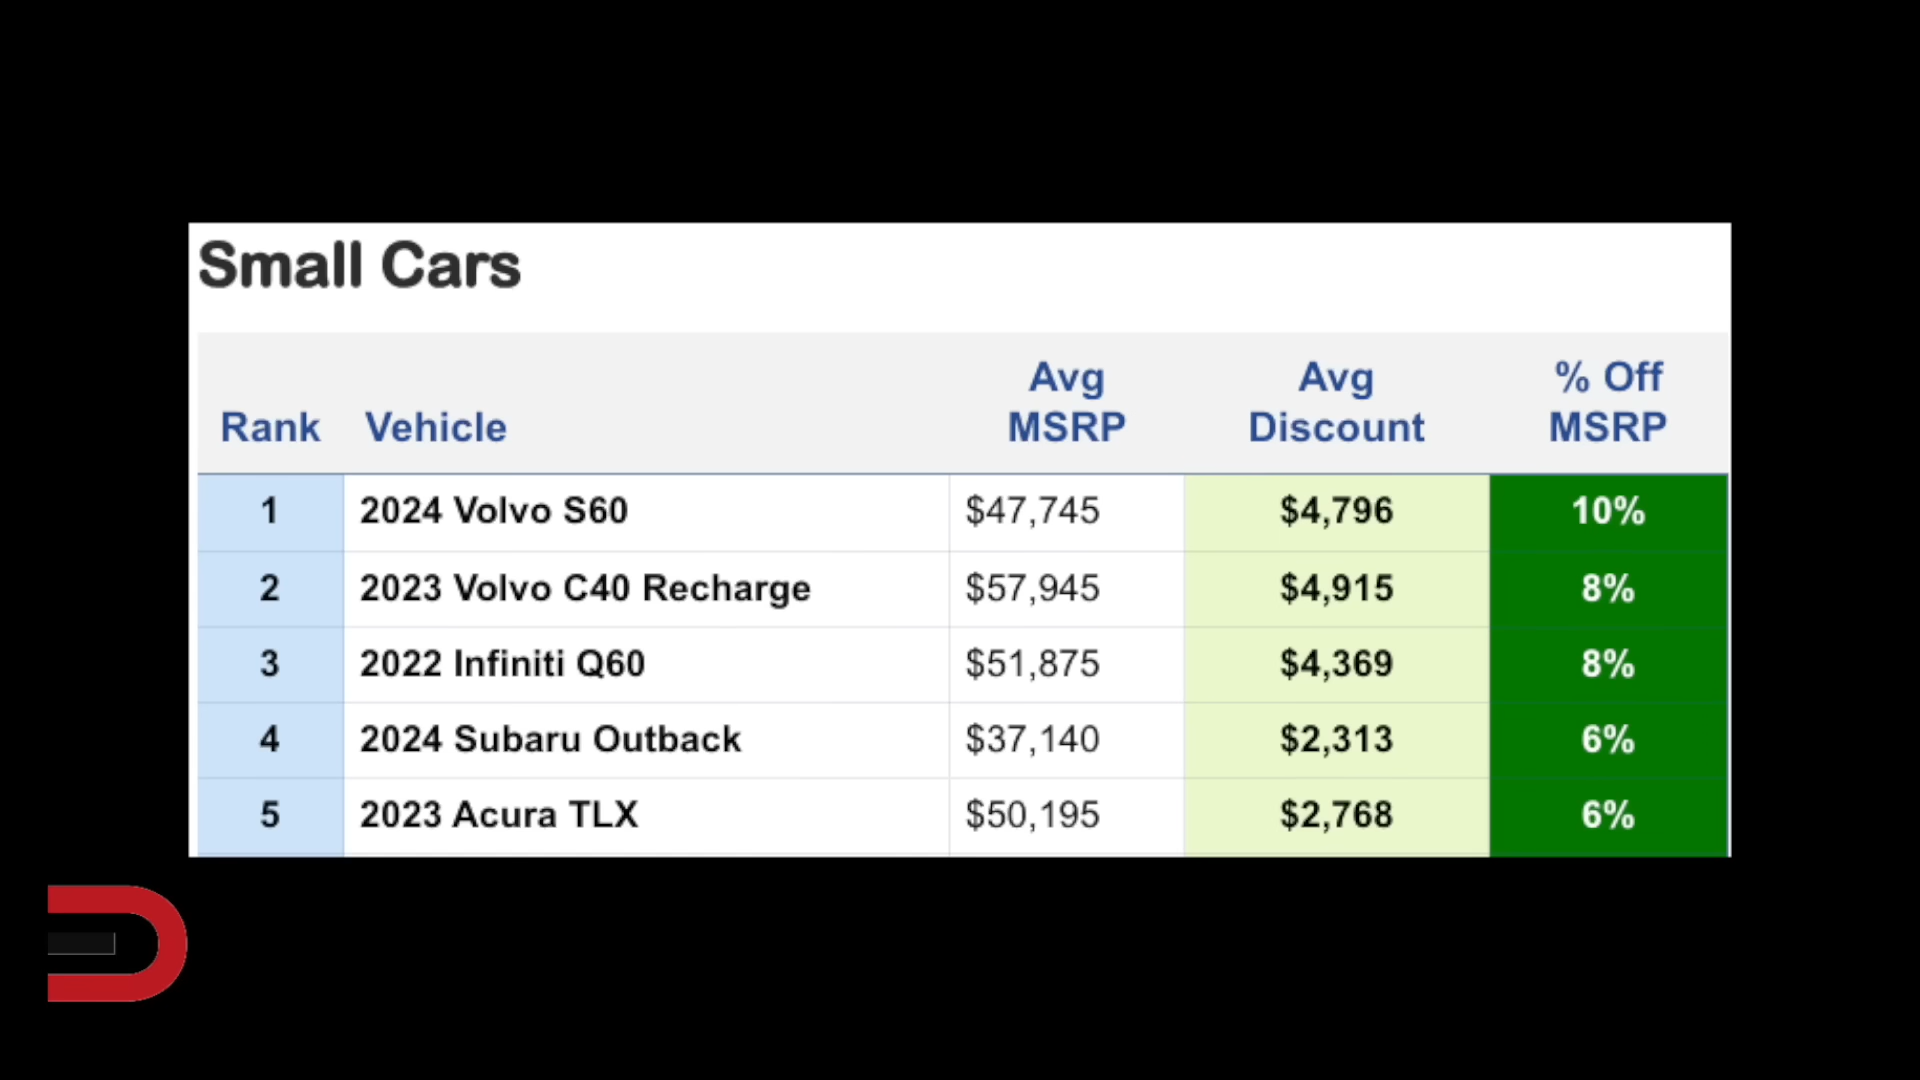 Small Cars
Rank Vehicle Avg MSRP Avg Discount % Off MSRP
1 2024 Volvo S60 $47,745 $4,796 10%
2 2023 Volvo C40 Recharge $57,945 $4,915 8%
3 2022 Infiniti Q60 $51,875 $4,369 8%
4 2024 Subaru Outback $37,140 $2,313 6%
5 2023 Acura TLX $50,195 $2,768 6%